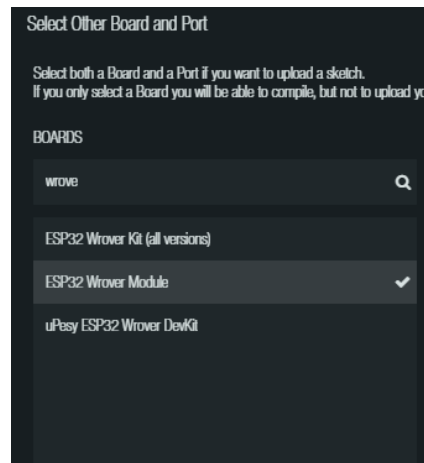 Select Other Board and Port
Select both a Board and a Port if you want to upload a sketch.
If you only select a Board you will be able to compile, but not to upload
BOARDS
wrove
ESP32 Wrover Kit (all versions)
ESP32 Wrover Module
uPesy ESP32 Wrover DevKit